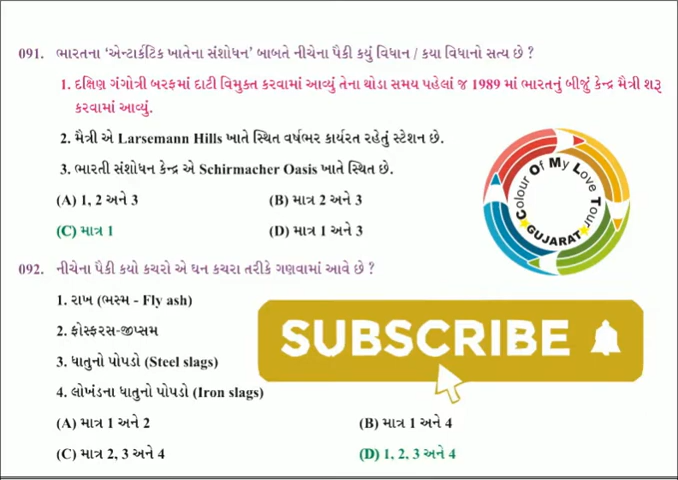 091. ભારતના ‘એન્ટાર્કટિક ખાતેના સંશોધન’ બાબતે નીચેના પૈકી કયું વિધાન / કયા વિધાનો સત્ય છે ?
1. દક્ષિણ ગંગોત્રી બરફમાં દાટી વિમુક્ત કરવામાં આવ્યું તેના થોડા સમય પહેલાં જ 1989 માં ભારતનું બીજું કેન્દ્ર મૈત્રી શરૂ
કરવામાં આવ્યું.
2. મૈત્રી એ Larsemann Hills ખાતે સ્થિત વર્ષભર કાર્યરત રહેતું સ્ટેશન છે.
3. ભારતી સંશોધન કેન્દ્ર એ Schirmacher Oasis ખાતે સ્થિત છે.
(A) 1, 2 અને 3 (B) માત્ર 2 અને 3
(C) માત્ર 1 (D) માત્ર 1 અને 3
Colour Of My Love Tour
GUJARAT
092. નીચેના પૈકી કયો કચરો એ ઘન કચરા તરીકે ગણવામાં આવે છે ?
1. રાખ (ભસ્મ - Fly ash)
2. ફોસ્ફરસ-જીપ્સમ
3. ધાતુનો પોપડો (Steel slags)
4. લોખંડના ધાતુનો પોપડો (Iron slags)
SUBSCRIBE
(A) માત્ર 1 અને 2 (B) માત્ર 1 અને 4
(C) માત્ર 2, 3 અને 4 (D) 1, 2, 3 અને 4